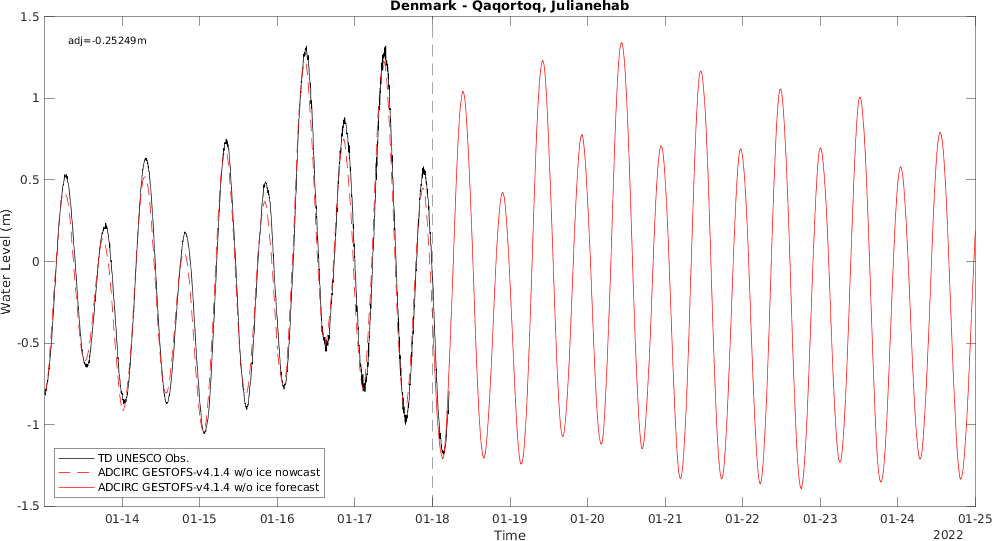 Denmark - Qaqortoq, Julianehab
adj=-0.25249m
1.5
1
0.5
0
-0.5
-1
-1.5
Water Level (m)
TD UNESCO Obs.
ADCIRC GESTOFS-v4.1.4 w/o ice nowcast
ADCIRC GESTOFS-v4.1.4 w/o ice forecast
01-14 01-15 01-16 01-17 01-18 01-19 01-20 01-21 01-22 01-23 01-24 01-25
Time
2022